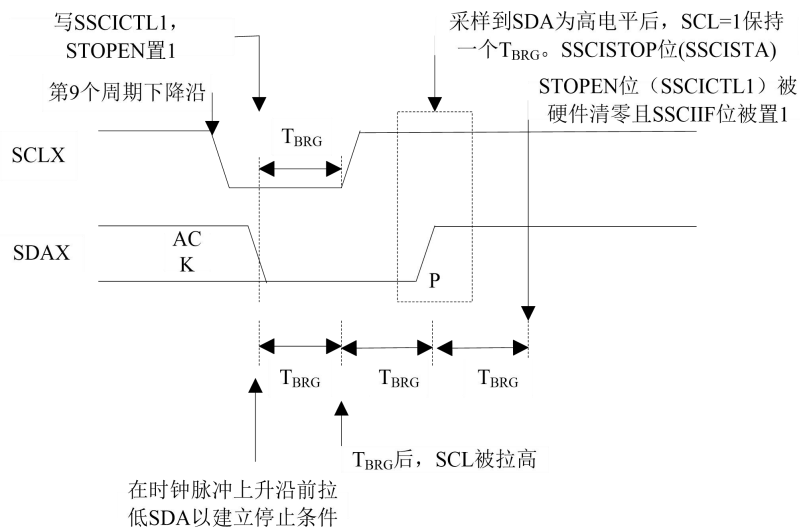 写SSCICTL1，
STOPEN置1
采样到SDA为高电平后，SCL=1保持
一个TBRG。SSCISTOP位(SSCISTA)
第9个周期下降沿
STOPEN位（SSCICTL1）被
硬件清零且SSCIIF位被置1
TBRG
SCLX
SDAX
AC
K
P
TBRG
TBRG
TBRG
TBRG后，SCL被拉高
在时钟脉冲上升沿前拉
低SDA以建立停止条件